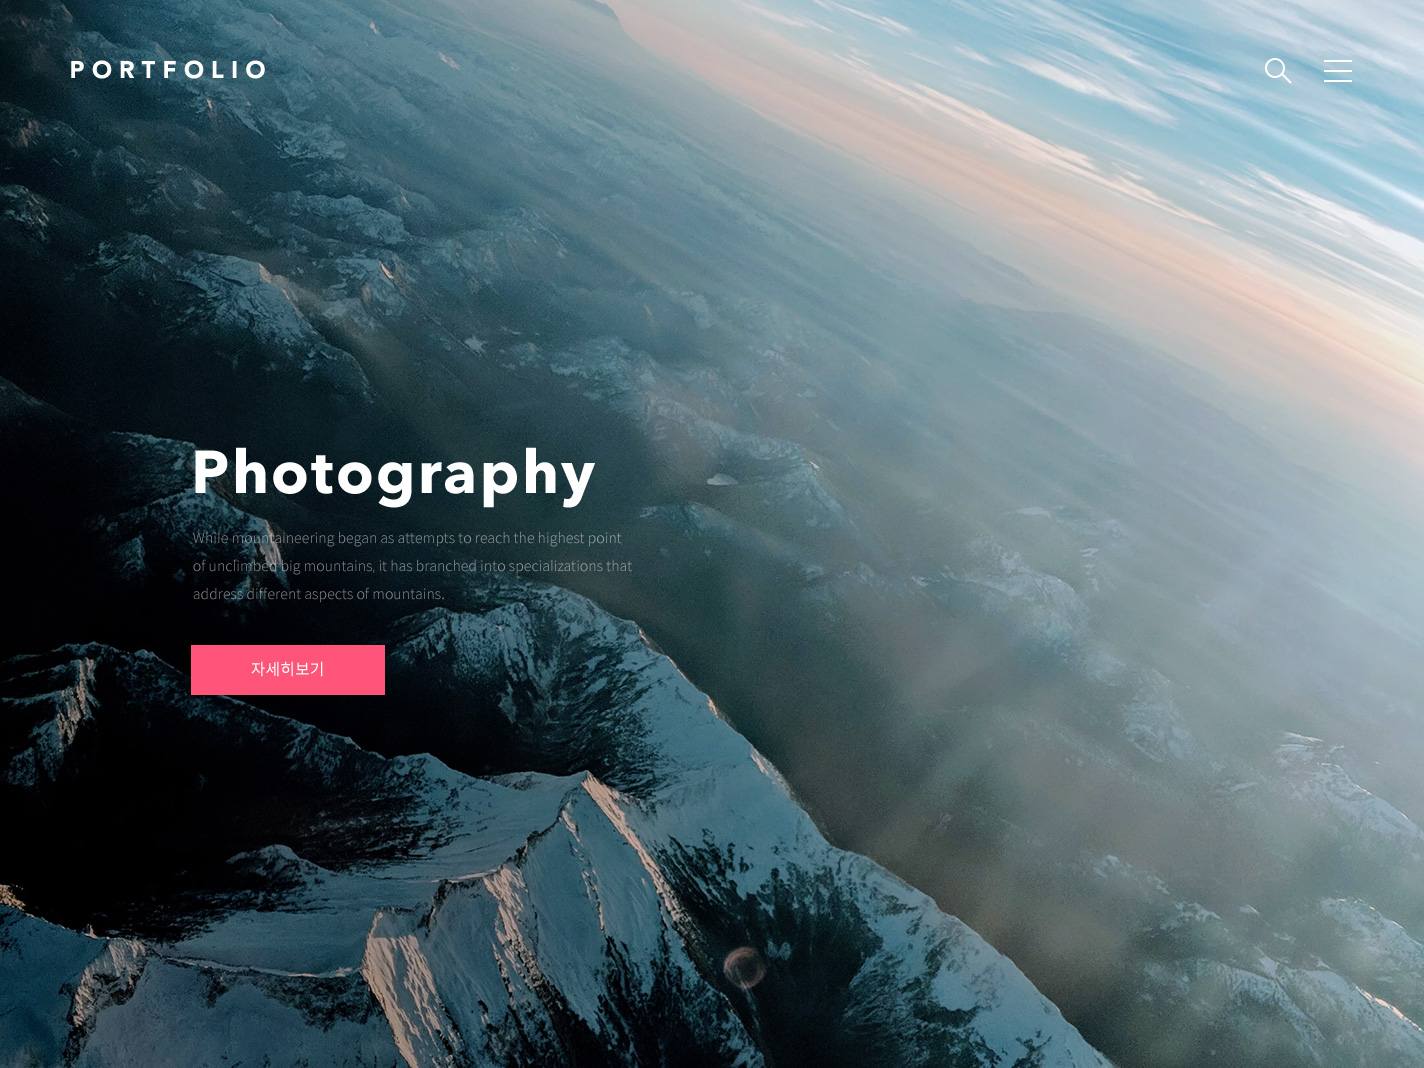 PORTFOLIO
Photography
While mountaineering began as attempts to reach the highest point
of unclimbed big mountains, it has branched into specializations that
address different aspects of mountains.
자세히보기